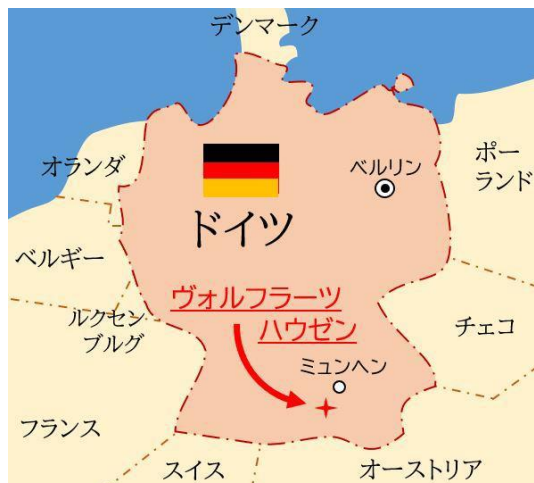 デンマーク
オランダ
ベルリン
ポー
ランド
ドイツ
ベルギー
ヴォルフラーツ
ハウゼン
ルクセン
ブルグ
チェコ
ミュンヘン
フランス
スイス
オーストリア